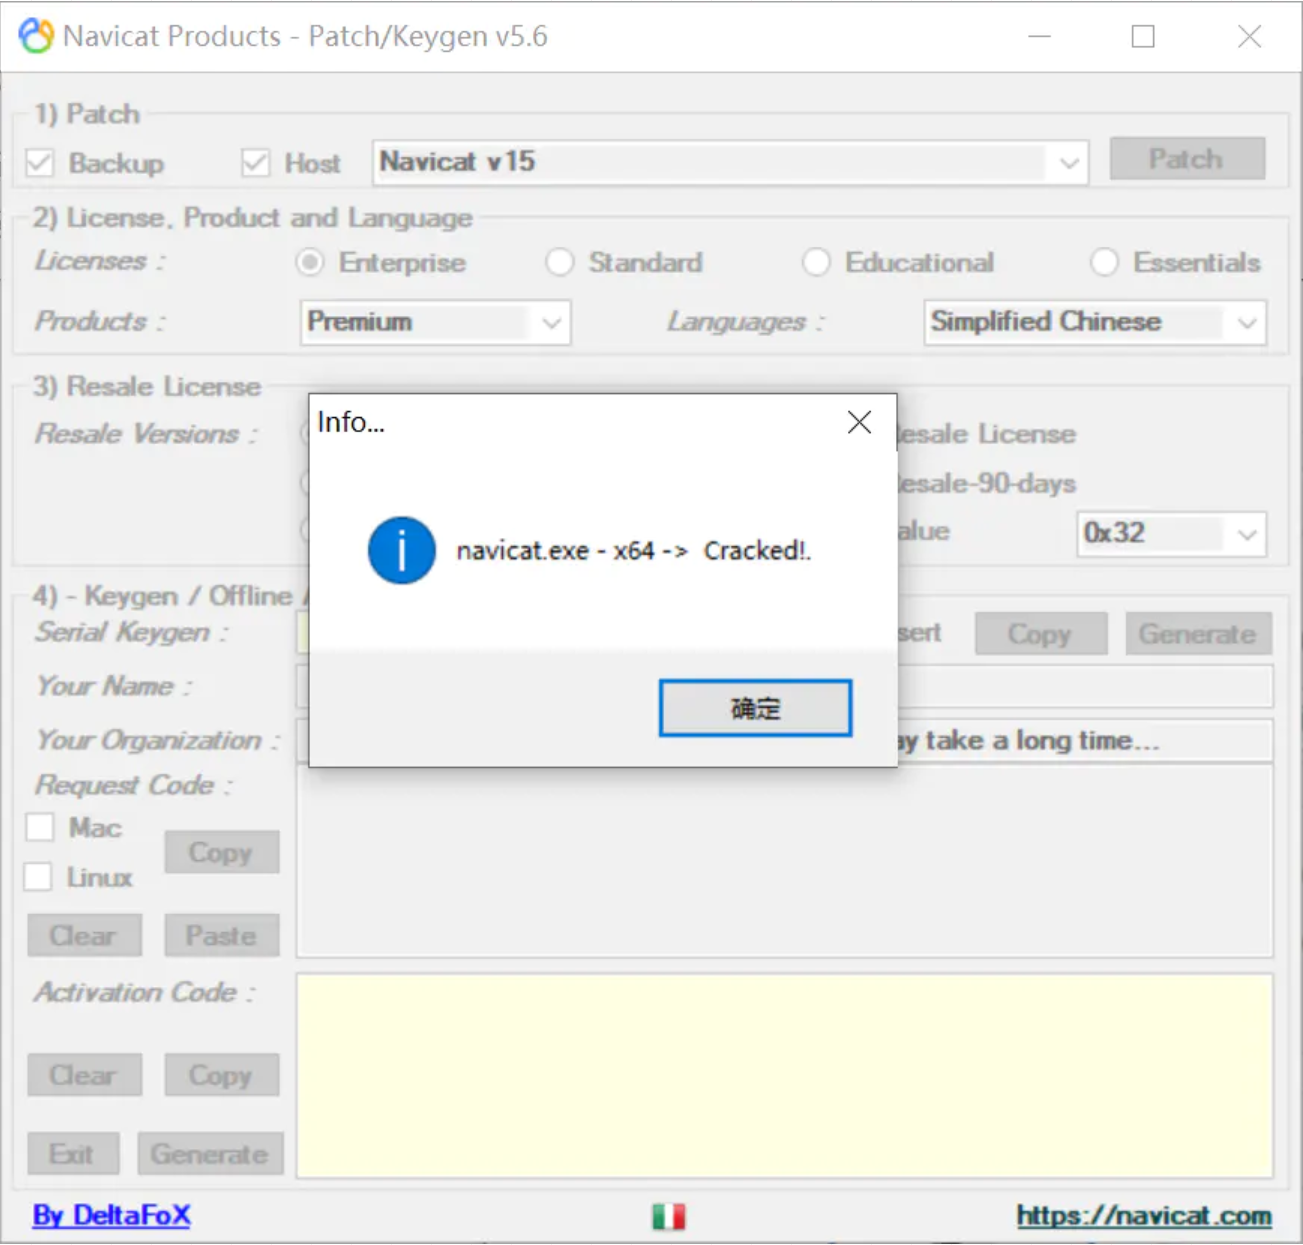 Navicat Products - Patch/Keygen v5.6
1) Patch
Backup Host Navicat v15 Patch
2) License, Product and Language
Licenses : Enterprise Standard Educational Essentials
Products : Premium Languages : Simplified Chinese
3) Resale License
Info...
Resale Versions : esale License
esale-90-days
alue 0x32
navicat.exe - x64 -> Cracked!.
4) - Keygen / Offline
Serial Keygen : sert Copy Generate
Your Name :
确定
Your Organization : ay take a long time...
Request Code :
Mac
Copy
Linux
Clear Paste
Activation Code :
Clear Copy
Exit Generate
By DeltaFoX https://navicat.com